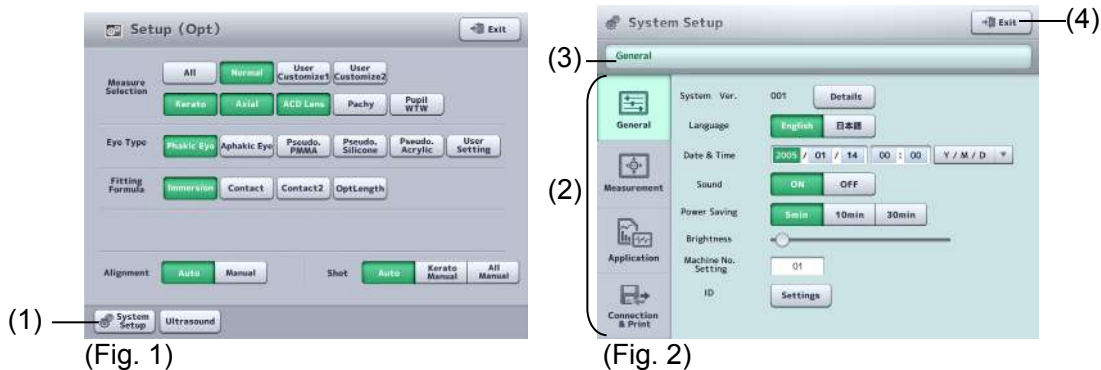 Setup (Opt)
Exit
Measure Selection
All
Normal
User Customize1
User Customize2
Kerato
Axial
ACD Lens
Pachy
Pupil WTW
Eye Type
Phakic Eye
Aphakic Eye
Pseudo. PMMA
Pseudo. Silicone
Pseudo. Acrylic
User Setting
Fitting Formula
Immersion
Contact
Contact2
OptLength
Alignment
Auto
Manual
Shot
Auto
Kerato Manual
All Manual
(1)
System Setup
Ultrasound
(Fig. 1)
System Setup
Exit
(4)
(3)
General
(2)
General
Measurement
Application
Connection & Print
System Ver.
001
Details
Language
English
日本語
Date & Time
2005 / 01 / 14
00 : 00
Y / M / D
Sound
ON
OFF
Power Saving
5min
10min
30min
Brightness
Machine No. Setting
01
ID
Settings
(Fig. 2)